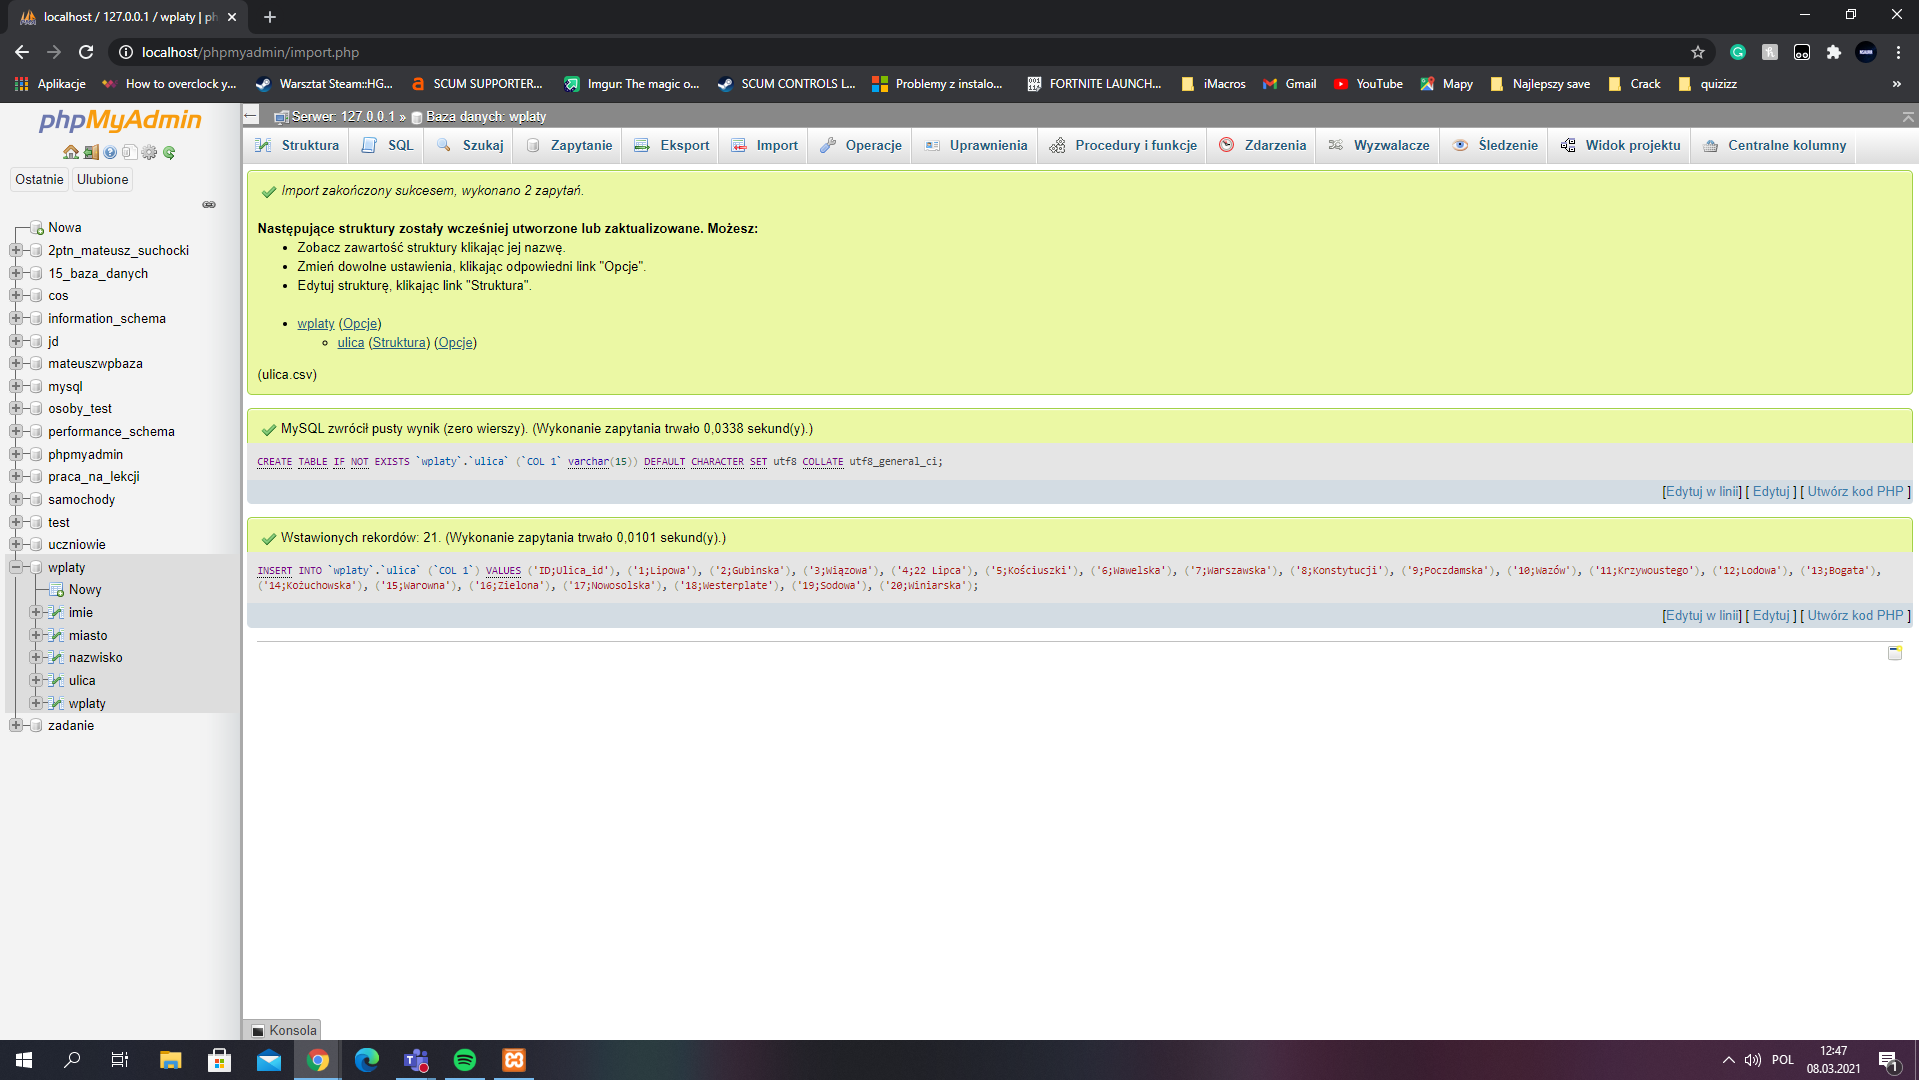 localhost / 127.0.0.1 / wplaty | ph
localhost/phpmyadmin/import.php
Aplikacje
How to overclock y...
Warsztat Steam::HG...
SCUM SUPPORTER...
Imgur: The magic o...
SCUM CONTROLS L...
Problemy z instalo...
FORTNITE LAUNCH...
iMacros
Gmail
YouTube
Mapy
Najlepszy save
Crack
quizizz
»
phpMyAdmin
Ostatnie
Ulubione
Nowa
2ptn_mateusz_suchocki
15_baza_danych
cos
information_schema
jd
mateuszwpbaza
mysql
osoby_test
performance_schema
phpmyadmin
praca_na_lekcji
samochody
test
uczniowie
wplaty
Nowy
imie
miasto
nazwisko
ulica
wplaty
zadanie
Serwer: 127.0.0.1 » Baza danych: wplaty
Struktura
SQL
Szukaj
Zapytanie
Eksport
Import
Operacje
Uprawnienia
Procedury i funkcje
Zdarzenia
Wyzwalacze
Śledzenie
Widok projektu
Centralne kolumny
Import zakończony sukcesem, wykonano 2 zapytań.
Następujące struktury zostały wcześniej utworzone lub zaktualizowane. Możesz:
• Zobacz zawartość struktury klikając jej nazwę.
• Zmień dowolne ustawienia, klikając odpowiedni link "Opcje".
• Edytuj strukturę, klikając link "Struktura".
• wplaty (Opcje)
ulica (Struktura) (Opcje)
(ulica.csv)
MySQL zwrócił pusty wynik (zero wierszy). (Wykonanie zapytania trwało 0,0338 sekund(y).)
CREATE TABLE IF NOT EXISTS `wplaty`.`ulica` (`COL 1` varchar(15)) DEFAULT CHARACTER SET utf8 COLLATE utf8_general_ci;
[Edytuj w linii] [ Edytuj ] [ Utwórz kod PHP ]
Wstawionych rekordów: 21. (Wykonanie zapytania trwało 0,0101 sekund(y).)
INSERT INTO `wplaty`.`ulica` (`COL 1`) VALUES ('ID;Ulica_id'), ('1;Lipowa'), ('2;Gubinska'), ('3;Wiązowa'), ('4;22 Lipca'), ('5;Kościuszki'), ('6;Wawelska'), ('7;Warszawska'), ('8;Konstytucji'), ('9;Poczdamska'), ('10;Wazów'), ('11;Krzywoustego'), ('12;Lodowa'), ('13;Bogata'),
('14;Kożuchowska'), ('15;Warowna'), ('16;Zielona'), ('17;Nowosolska'), ('18;Westerplate'), ('19;Sodowa'), ('20;Winiarska');
[Edytuj w linii] [ Edytuj ] [ Utwórz kod PHP ]
Konsola
POL
12:47
08.03.2021
1